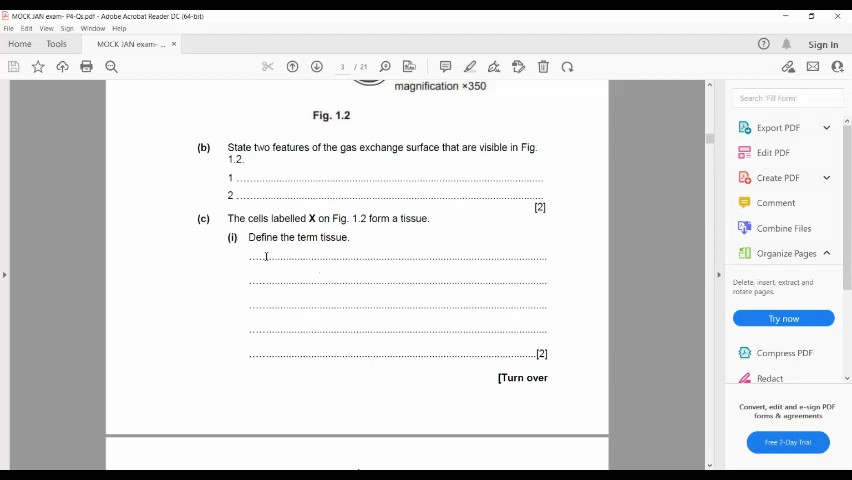 MOCK JAN exam- P4-Qs.pdf - Adobe Acrobat Reader DC (64-bit)
File Edit View Sign Window Help
Home Tools MOCK JAN exam- ... × Sign In
3 / 21
magnification ×350
Fig. 1.2
(b) State two features of the gas exchange surface that are visible in Fig.
1.2.
1 ........................................................................
2 ........................................................................
[2]
(c) The cells labelled X on Fig. 1.2 form a tissue.
(i) Define the term tissue.
........................................................................
........................................................................
........................................................................
........................................................................
........................................................................[2]
[Turn over
Search 'Fill Form'
Export PDF
Edit PDF
Create PDF
Comment
Combine Files
Organize Pages
Delete, insert, extract and
rotate pages.
Try now
Compress PDF
Redact
Convert, edit and e-sign PDF
forms & agreements
Free 7-Day Trial